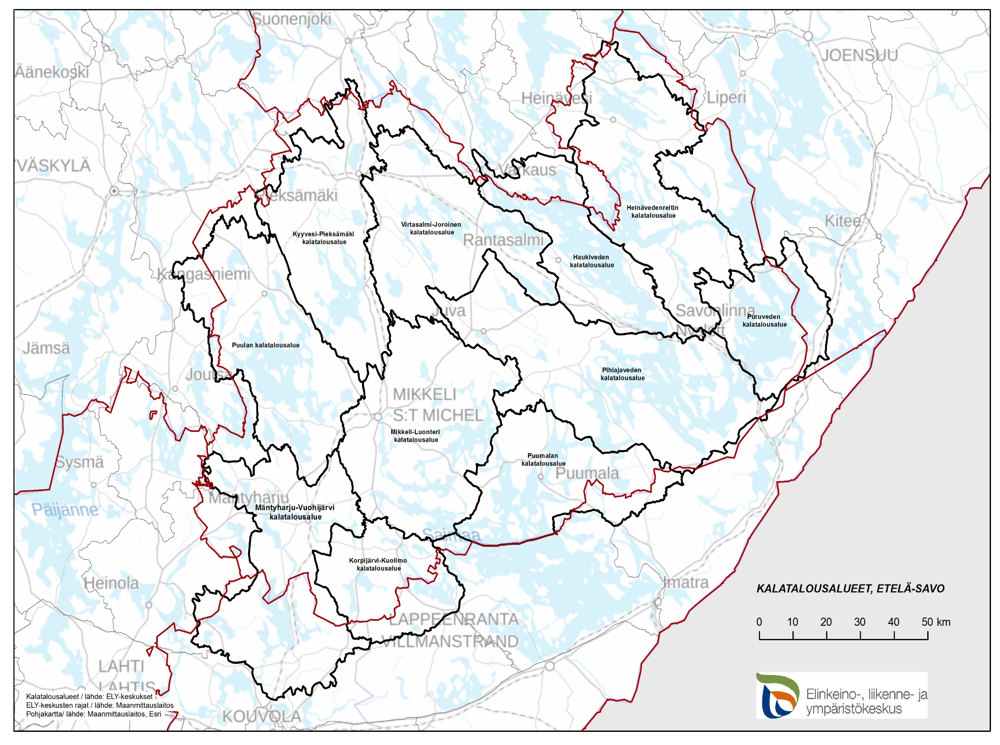 Suonenjoki
JOENSUU
Äänekoski
Heinävesi
Liperi
YVÄSKYLÄ
Varkaus
Pieksämäki
Heinävedenreitin
kalatalousalue
Kitee
Virtasalmi-Joroinen
kalatalousalue
Kyyvesi-Pieksämäki
kalatalousalue
Rantasalmi
Haukiveden
kalatalousalue
Kangasniemi
Juva
Savonlinna
Nyslott
Puruveden
kalatalousalue
Jämsä
Puulan kalatalousalue
Joutsa
Pihlajaveden
kalatalousalue
MIKKELI
S:T MICHEL
Mikkeli-Luonteri
kalatalousalue
Sysmä
Puumalan
kalatalousalue
Puumala
Mäntyharju
Päijänne
Mäntyharju-Vuohijärvi
kalatalousalue
Saimaa
Korpijärvi-Kuolimo
kalatalousalue
Heinola
Imatra
KALATALOUSALUEET, ETELÄ-SAVO
LAPPEENRANTA
VILLMANSTRAND
0 10 20 30 40 50 km
LAHTI
LAHTIS
Kalatalousalueet / lähde: ELY-keskukset
ELY-keskusten rajat / lähde: Maanmittauslaitos
Pohjakartta/ lähde: Maanmittauslaitos, Esri
KOUVOLA
Elinkeino-, liikenne- ja
ympäristökeskus